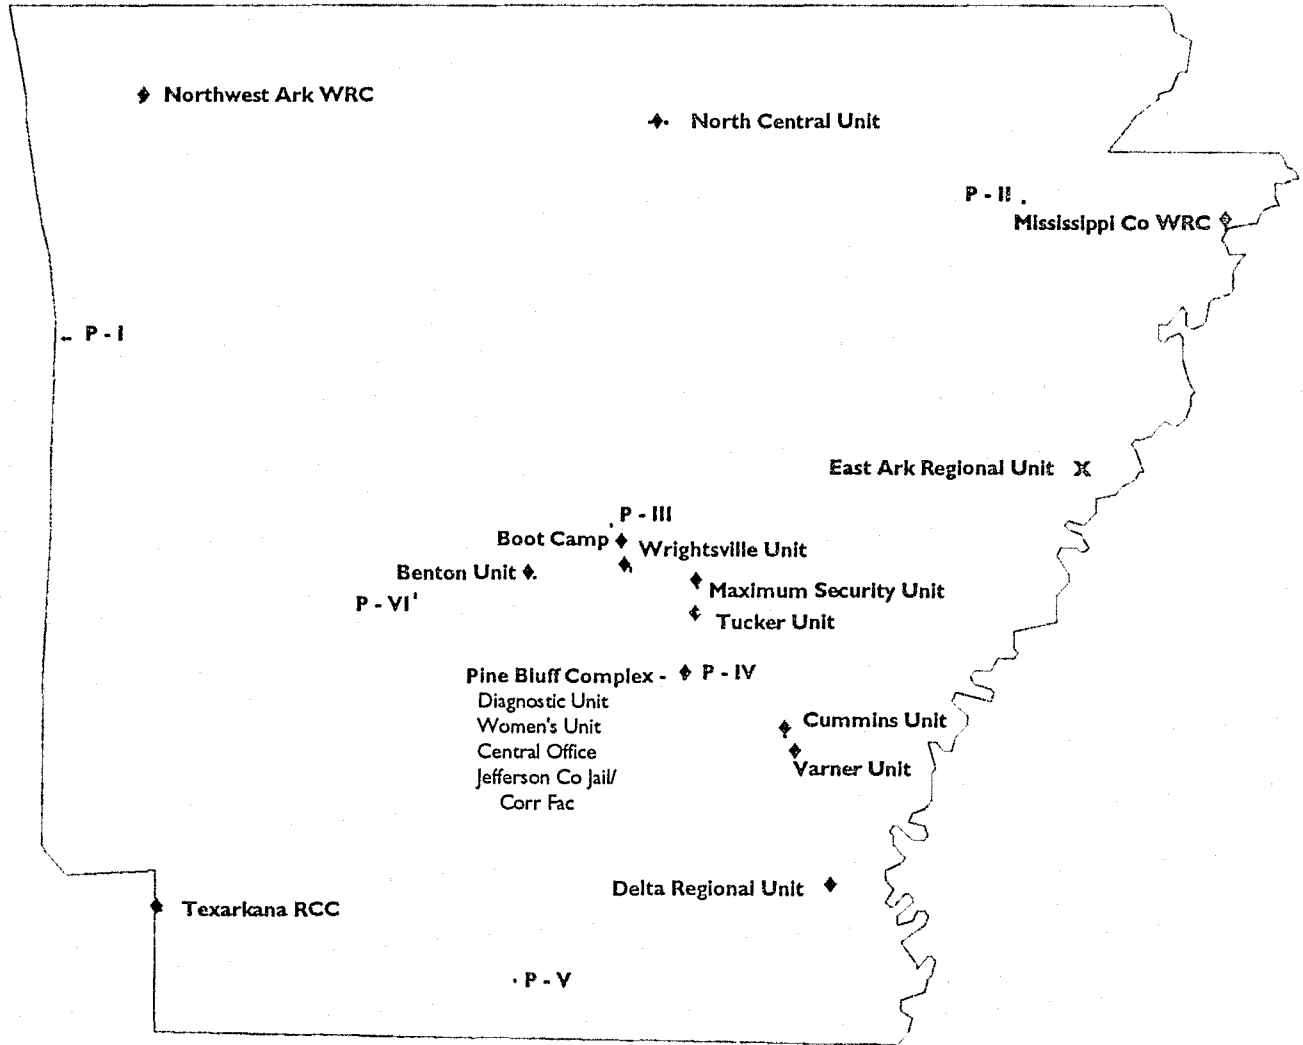 Northwest Ark WRC
North Central Unit
P - II
Mississippi Co WRC
P - I
East Ark Regional Unit
P - III
Boot Camp
Wrightsville Unit
Benton Unit
Maximum Security Unit
P - VI
Tucker Unit
Pine Bluff Complex - P - IV
Diagnostic Unit
Women's Unit
Central Office
Jefferson Co Jail/
Corr Fac
Cummins Unit
Varner Unit
Delta Regional Unit
Texarkana RCC
P - V